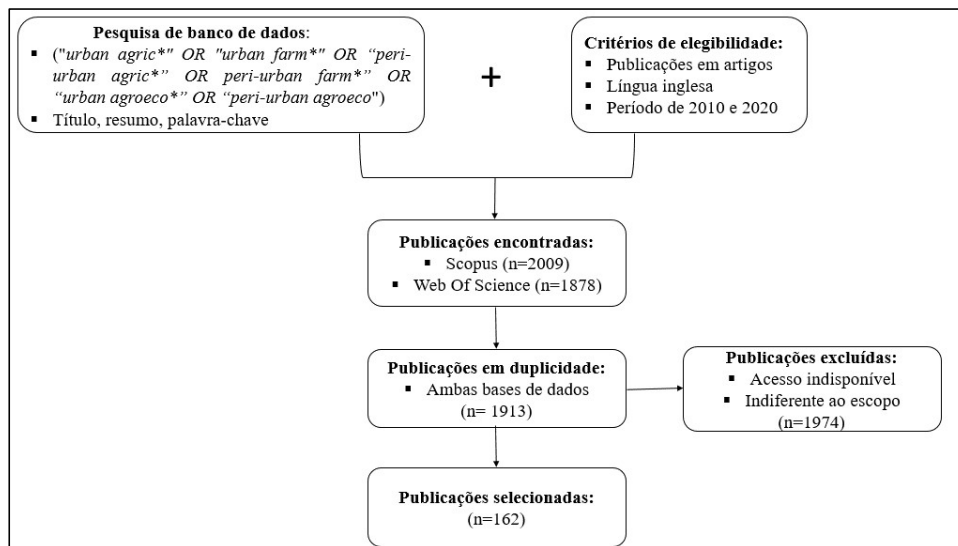 Pesquisa de banco de dados:
▪ ("urban agric*" OR "urban farm*" OR “peri-
urban agric*” OR peri-urban farm*” OR
“urban agroeco*” OR “peri-urban agroeco")
▪ Título, resumo, palavra-chave
+
Critérios de elegibilidade:
▪ Publicações em artigos
▪ Língua inglesa
▪ Período de 2010 e 2020
Publicações encontradas:
▪ Scopus (n=2009)
▪ Web Of Science (n=1878)
Publicações em duplicidade:
▪ Ambas bases de dados
(n= 1913)
Publicações excluídas:
▪ Acesso indisponível
▪ Indiferente ao escopo
(n=1974)
Publicações selecionadas:
(n=162)